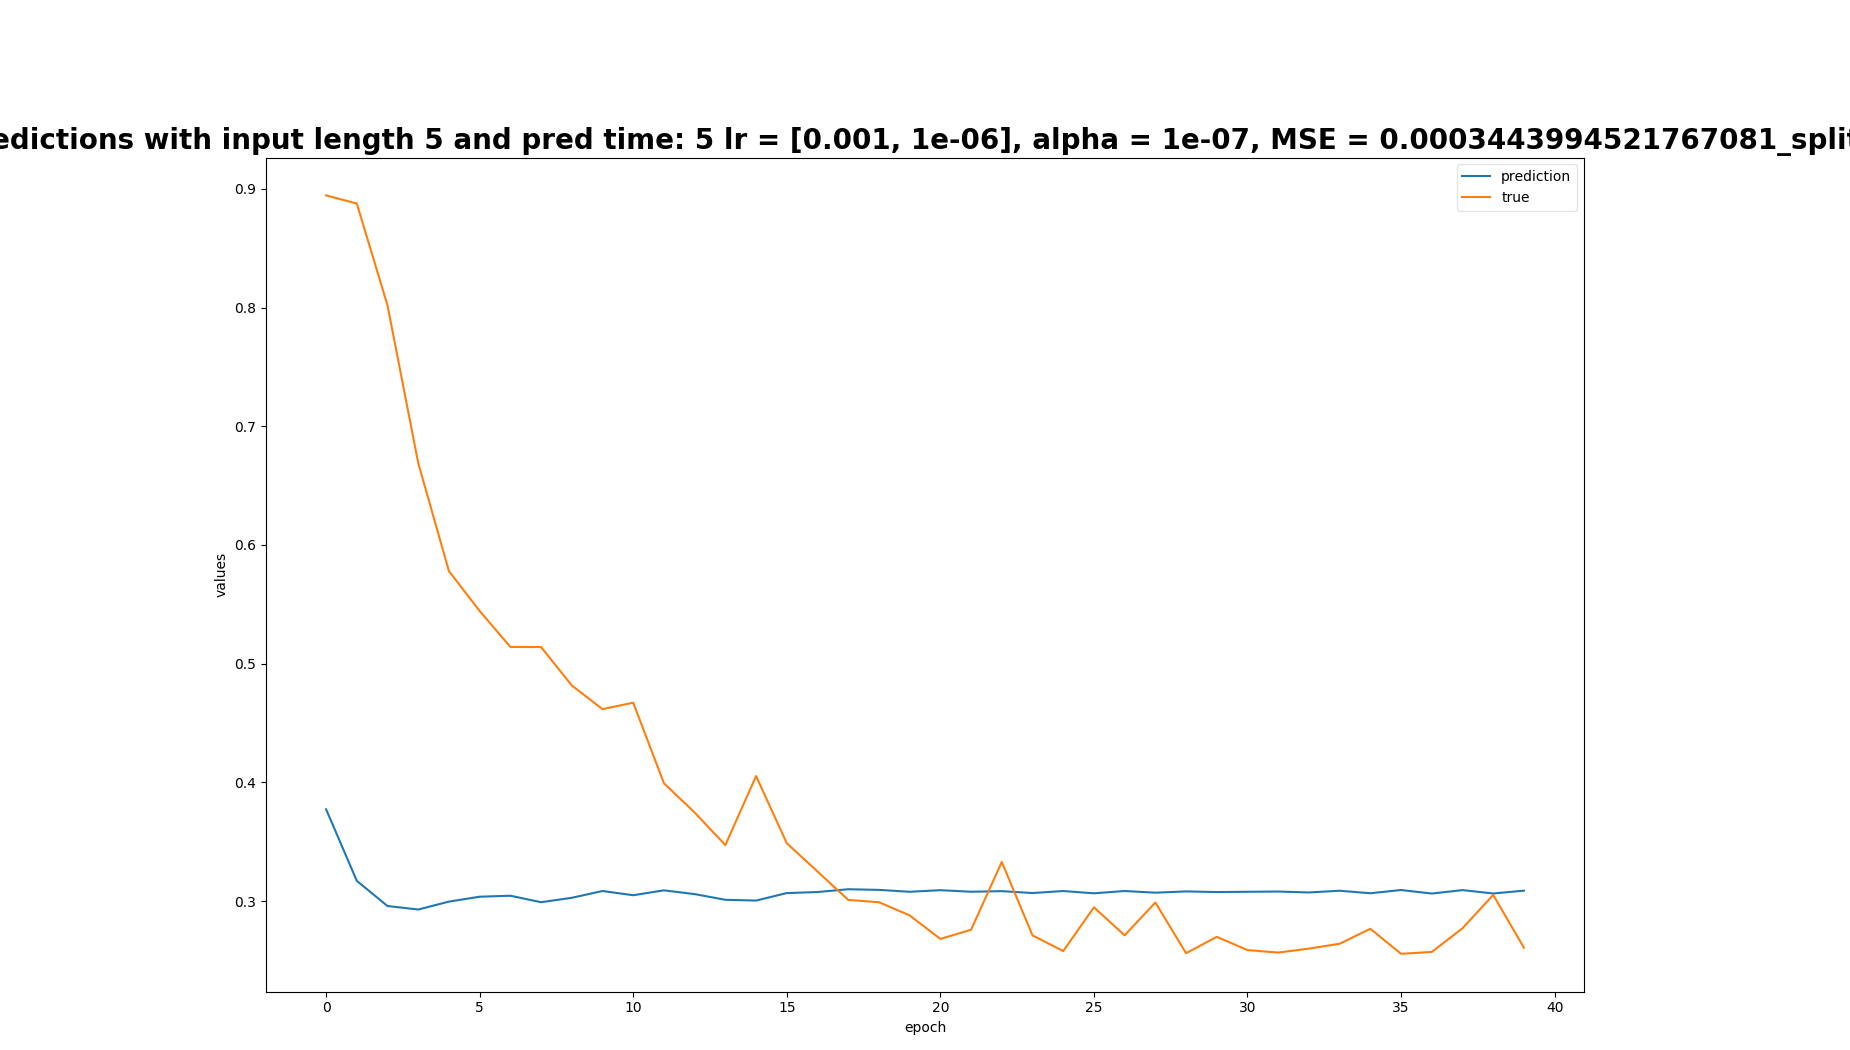 edictions with input length 5 and pred time: 5 lr = [0.001, 1e-06], alpha = 1e-07, MSE = 0.0003443994521767081_split
prediction
true
0.9
0.8
0.7
0.6
0.5
0.4
0.3
values
0 5 10 15 20 25 30 35 40
epoch